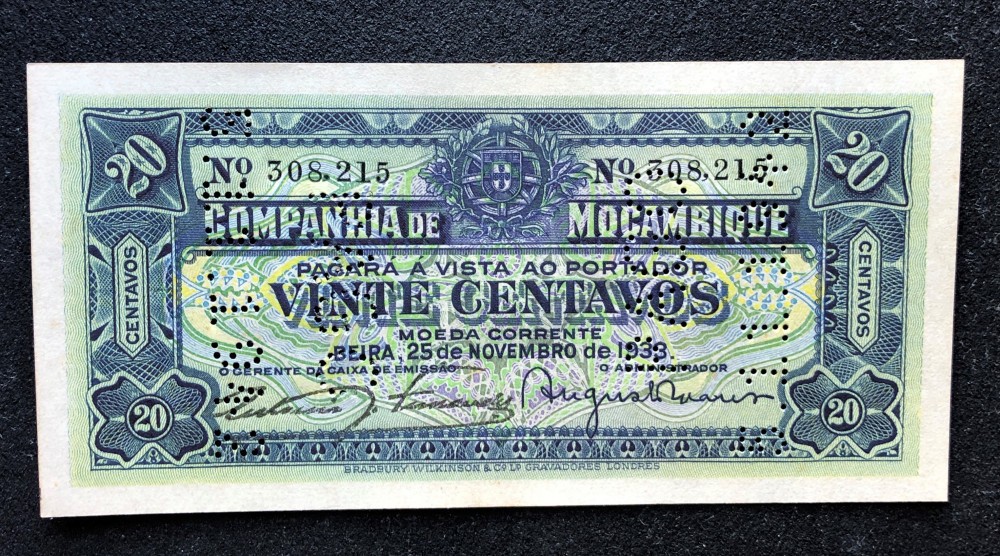 20 20
Nº 308,215 Nº 308,215
COMPANHIA DE MOÇAMBIQUE
PAGARÁ Á VISTA AO PORTADOR
VINTE CENTAVOS
CENTAVOS CENTAVOS
MOEDA CORRENTE
BEIRA, 25 de NOVEMBRO de 1933
O GERENTE DA CAIXA DE EMISSÃO O ADMINISTRADOR
20 20
BRADBURY WILKINSON & Cº Lᴰ GRAVADORES LONDRES